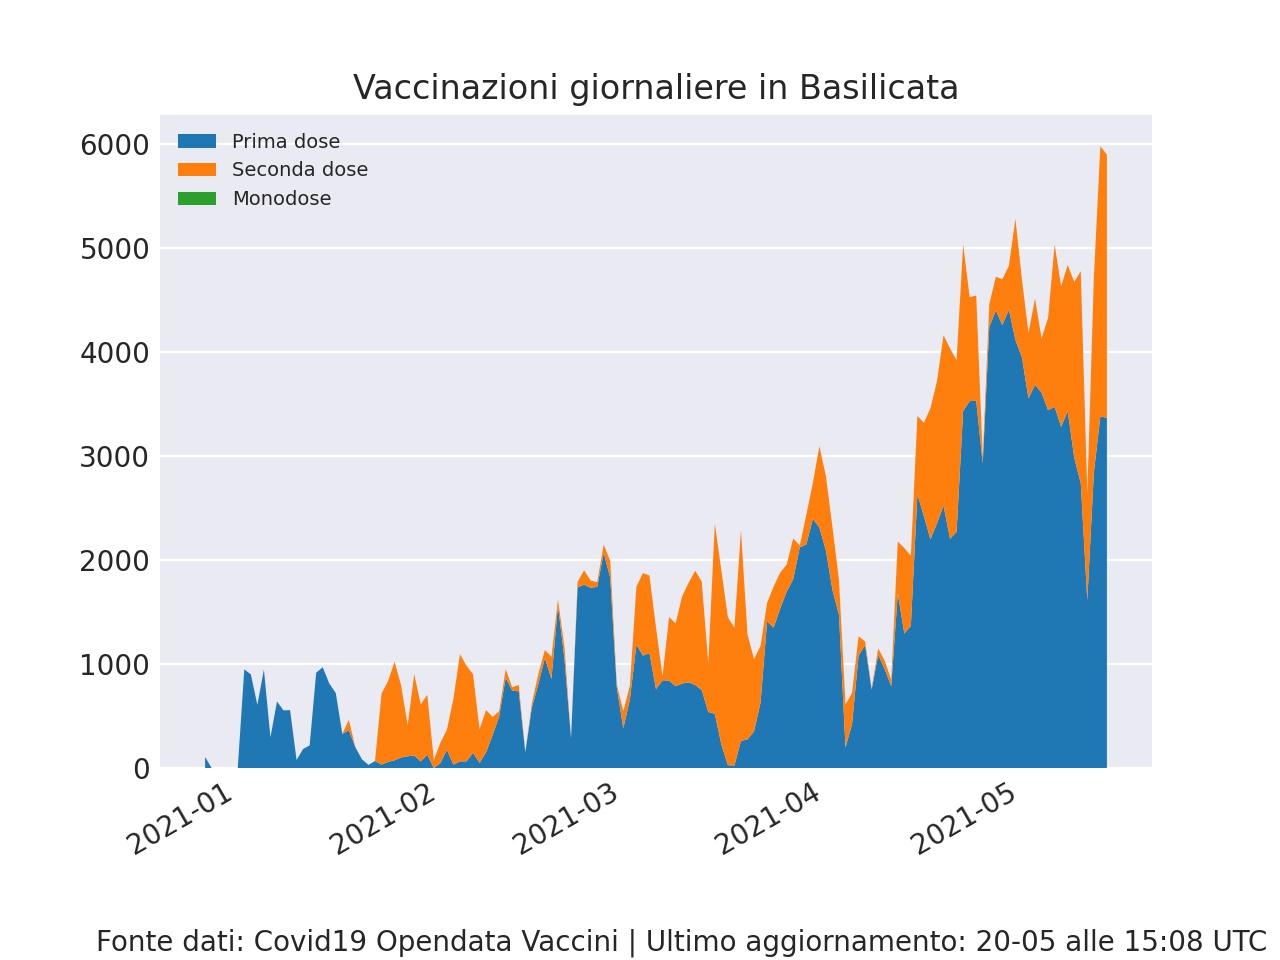 Vaccinazioni giornaliere in Basilicata
Prima dose
Seconda dose
Monodose
6000
5000
4000
3000
2000
1000
0
2021-01
2021-02
2021-03
2021-04
2021-05
Fonte dati: Covid19 Opendata Vaccini | Ultimo aggiornamento: 20-05 alle 15:08 UTC